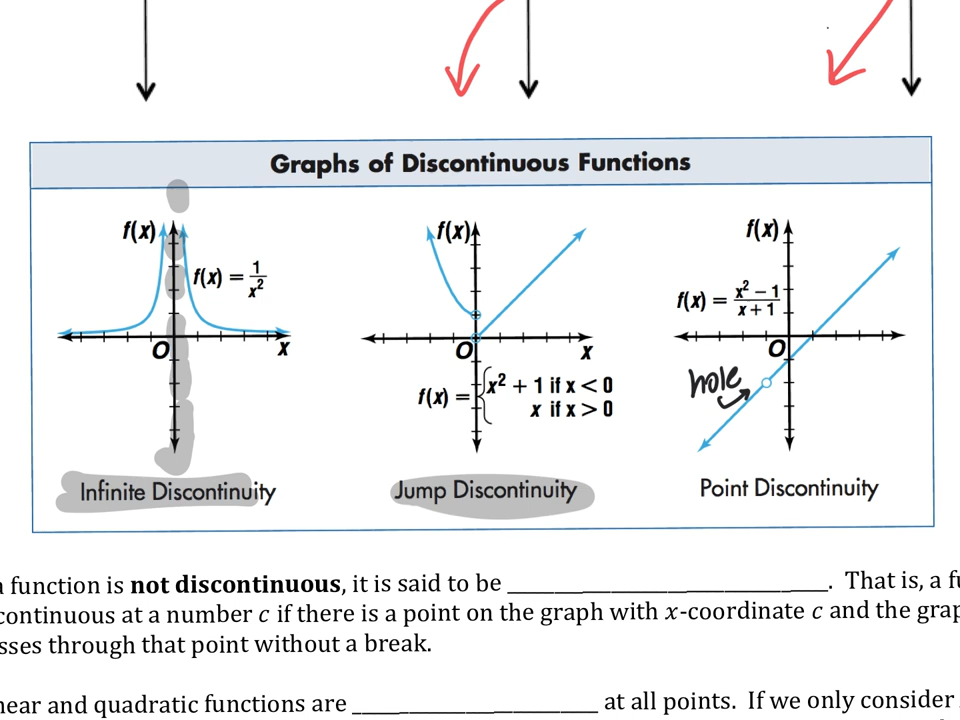 Graphs of Discontinuous Functions
f(x)
f(x) = 1/x²
O
x
Infinite Discontinuity
f(x)
O
x
f(x) = { x² + 1 if x < 0
x if x > 0
Jump Discontinuity
f(x)
f(x) = x² − 1 / x + 1
O
hole
Point Discontinuity
function is not discontinuous, it is said to be ____________________. That is, a fu
continuous at a number c if there is a point on the graph with x-coordinate c and the grap
sses through that point without a break.
near and quadratic functions are ____________________ at all points. If we only consider